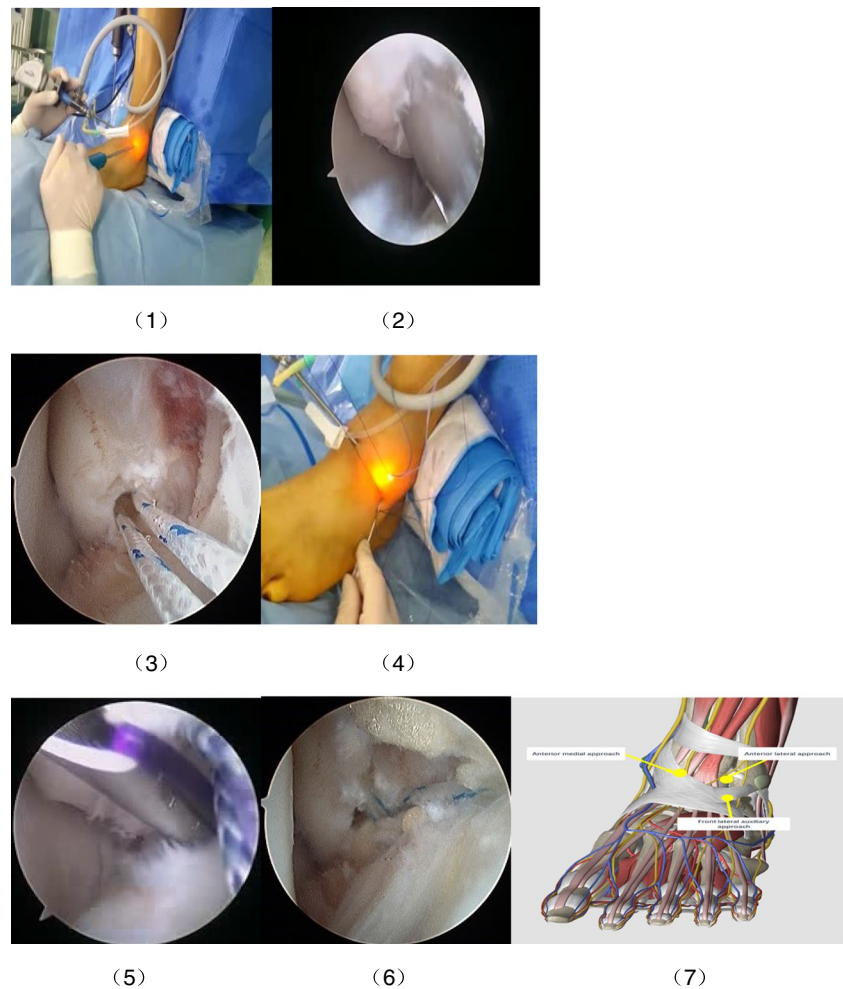 （1）
（2）
（3）
（4）
Anterior medial approach
Anterior lateral approach
Front lateral auxiliary
approach
（5）
（6）
（7）